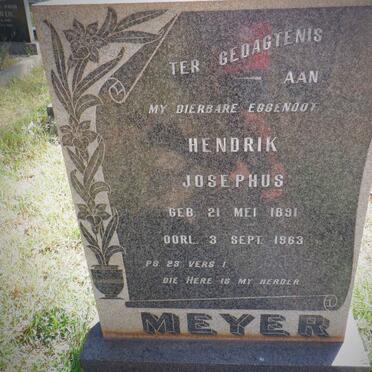 TER GEDAGTENIS
AAN
MY DIERBARE EGGENOOT
HENDRIK
JOSEPHUS
GEB. 21 MEI 1891
OORL. 3 SEPT. 1963
PS 23 VERS 1.
DIE HERE IS MY HERDER
MEYER